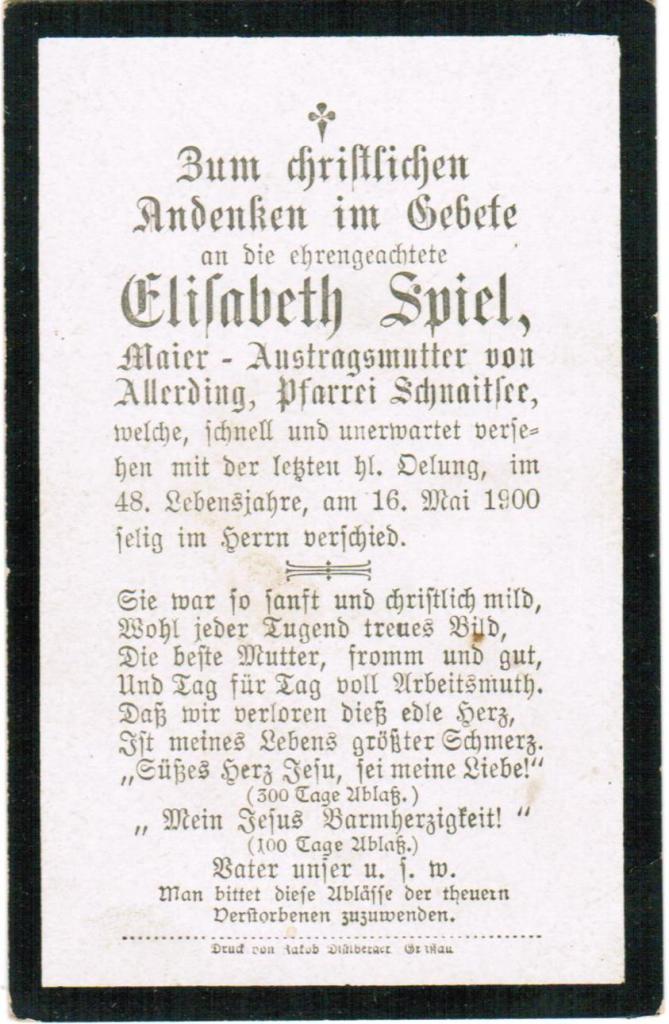 Zum christlichen
Andenken im Gebete
an die ehrengeachtete
Elisabeth Spiel,
Maier - Austragsmutter von
Allerding, Pfarrei Schnaitsee,
welche, schnell und unerwartet verse-
hen mit der letzten hl. Oelung, im
48. Lebensjahre, am 16. Mai 1900
selig im Herrn verschied.
Sie war so sanft und christlich mild,
Wohl jeder Tugend treues Bild,
Die beste Mutter, fromm und gut,
Und Tag für Tag voll Arbeitsmuth.
Daß wir verloren dieß edle Herz,
Ist meines Lebens größter Schmerz.
„Süßes Herz Jesu, sei meine Liebe!“
(300 Tage Ablaß.)
„ Mein Jesus Barmherzigkeit! “
(100 Tage Ablaß.)
Vater unser u. s. w.
Man bittet diese Ablässe der theuern
Verstorbenen zuzuwenden.
Druck von Jakob